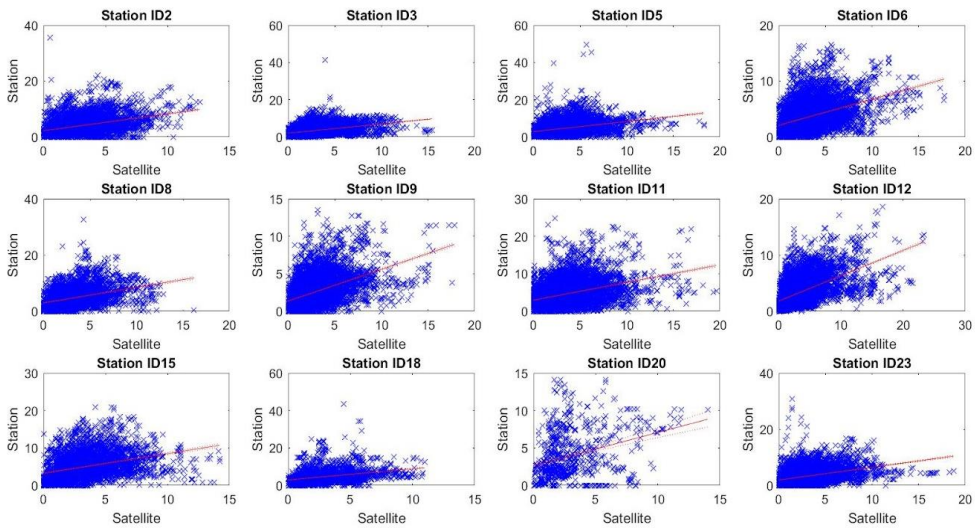 Station ID2
Station ID3
Station ID5
Station ID6
40
20
0
Station
0 5 10 15
Satellite
60
40
20
0
Station
0 5 10 15 20
Satellite
60
40
20
0
Station
0 5 10 15 20
Satellite
20
10
0
Station
0 5 10 15 20
Satellite
Station ID8
Station ID9
Station ID11
Station ID12
40
20
0
Station
0 5 10 15 20
Satellite
15
10
5
0
Station
0 5 10 15 20
Satellite
30
20
10
0
Station
0 5 10 15 20
Satellite
20
10
0
Station
0 10 20 30
Satellite
Station ID15
Station ID18
Station ID20
Station ID23
30
20
10
0
Station
0 5 10 15
Satellite
60
40
20
0
Station
0 5 10 15
Satellite
15
10
5
0
Station
0 5 10 15
Satellite
40
20
0
Station
0 5 10 15 20
Satellite